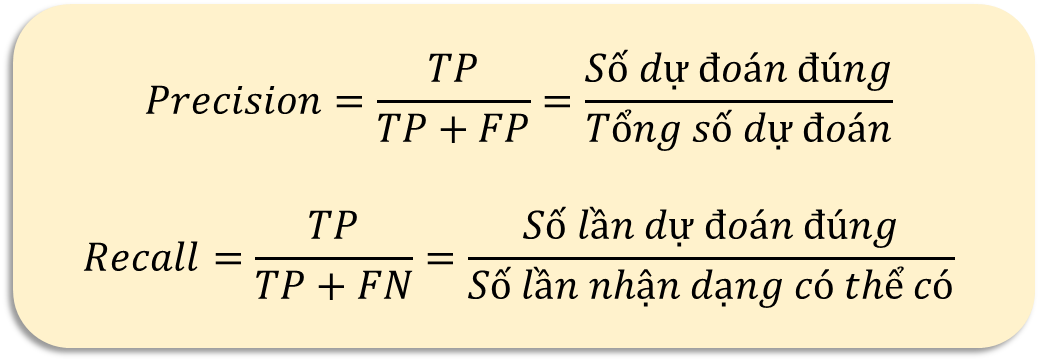 Precision = TP / (TP + FP) = Số dự đoán đúng / Tổng số dự đoán
Recall = TP / (TP + FN) = Số lần dự đoán đúng / Số lần nhận dạng có thể có